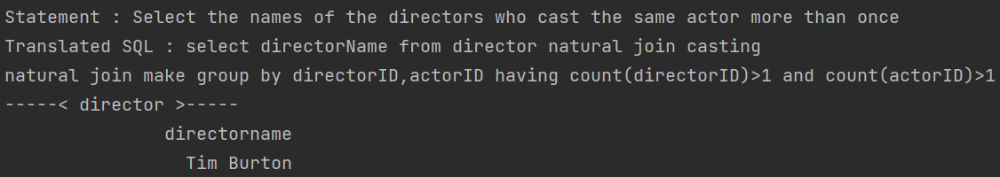 Statement : Select the names of the directors who cast the same actor more than once
Translated SQL : select directorName from director natural join casting
natural join make group by directorID,actorID having count(directorID)>1 and count(actorID)>1
-----< director >-----
directorname
Tim Burton